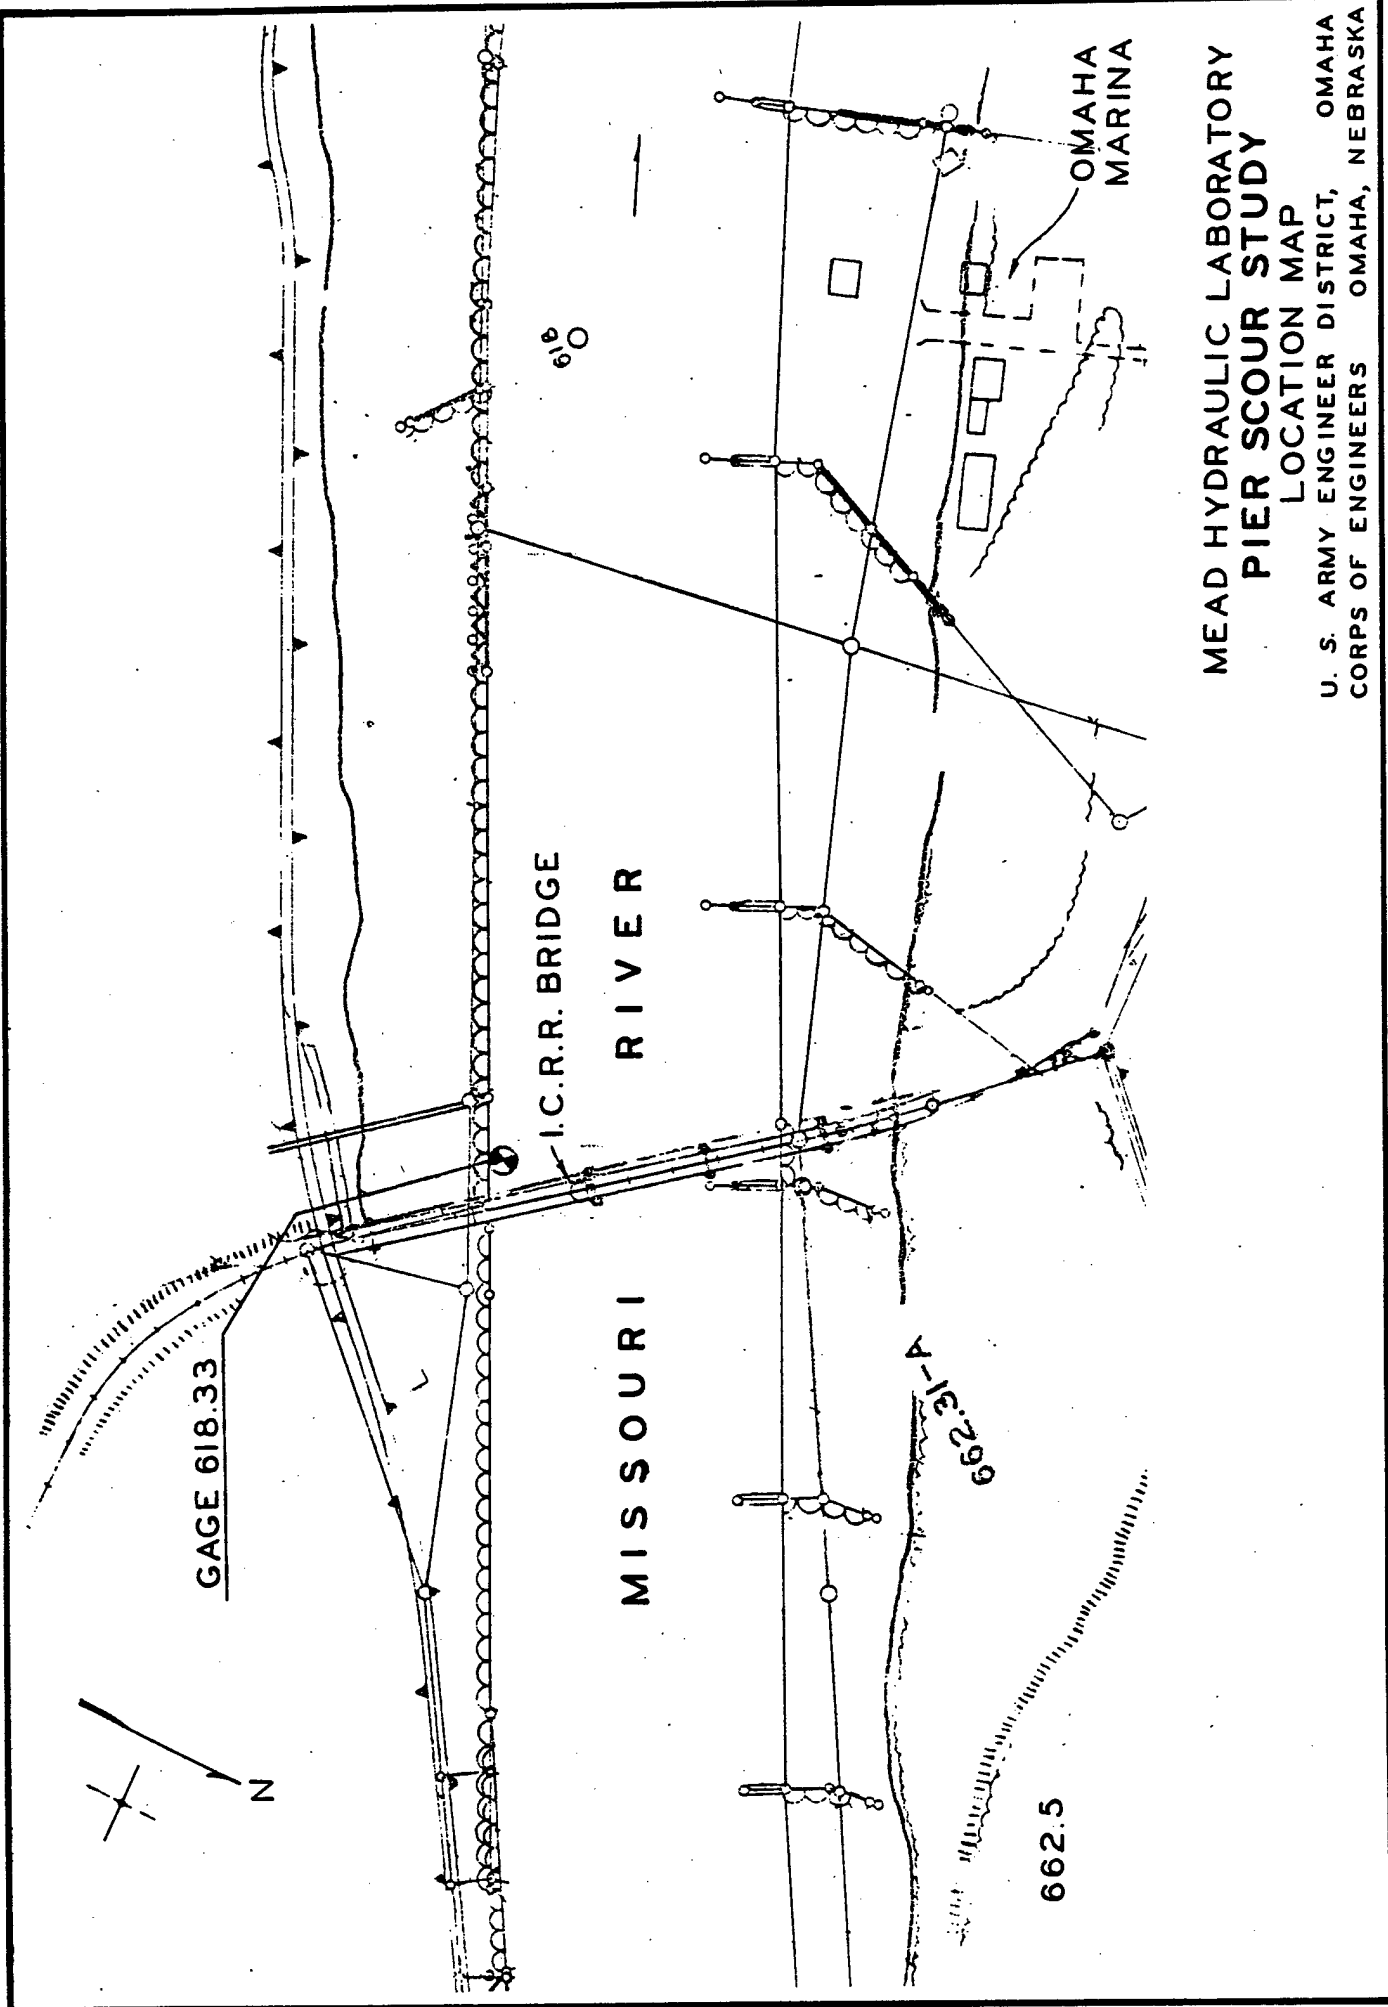 GAGE 618.33
N
I.C.R.R. BRIDGE
MISSOURI RIVER
618
OMAHA
MARINA
662.31-A
662.5
MEAD HYDRAULIC LABORATORY
PIER SCOUR STUDY
LOCATION MAP
U. S. ARMY ENGINEER DISTRICT, OMAHA
CORPS OF ENGINEERS OMAHA, NEBRASKA